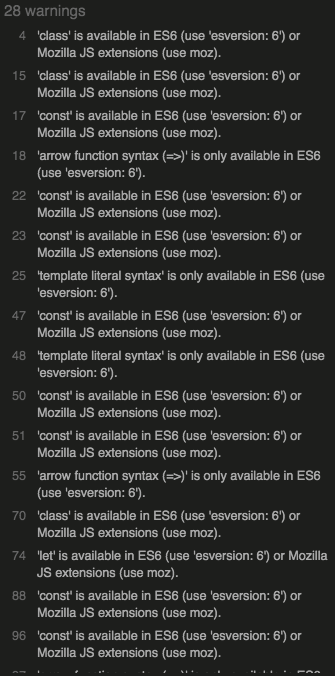 28 warnings
4 'class' is available in ES6 (use 'esversion: 6') or
Mozilla JS extensions (use moz).
15 'class' is available in ES6 (use 'esversion: 6') or
Mozilla JS extensions (use moz).
17 'const' is available in ES6 (use 'esversion: 6') or
Mozilla JS extensions (use moz).
18 'arrow function syntax (=>)' is only available in ES6
(use 'esversion: 6').
22 'const' is available in ES6 (use 'esversion: 6') or
Mozilla JS extensions (use moz).
23 'const' is available in ES6 (use 'esversion: 6') or
Mozilla JS extensions (use moz).
25 'template literal syntax' is only available in ES6 (use
'esversion: 6').
47 'const' is available in ES6 (use 'esversion: 6') or
Mozilla JS extensions (use moz).
48 'template literal syntax' is only available in ES6 (use
'esversion: 6').
50 'const' is available in ES6 (use 'esversion: 6') or
Mozilla JS extensions (use moz).
51 'const' is available in ES6 (use 'esversion: 6') or
Mozilla JS extensions (use moz).
55 'arrow function syntax (=>)' is only available in ES6
(use 'esversion: 6').
70 'class' is available in ES6 (use 'esversion: 6') or
Mozilla JS extensions (use moz).
74 'let' is available in ES6 (use 'esversion: 6') or Mozilla
JS extensions (use moz).
88 'const' is available in ES6 (use 'esversion: 6') or
Mozilla JS extensions (use moz).
96 'const' is available in ES6 (use 'esversion: 6') or
Mozilla JS extensions (use moz).